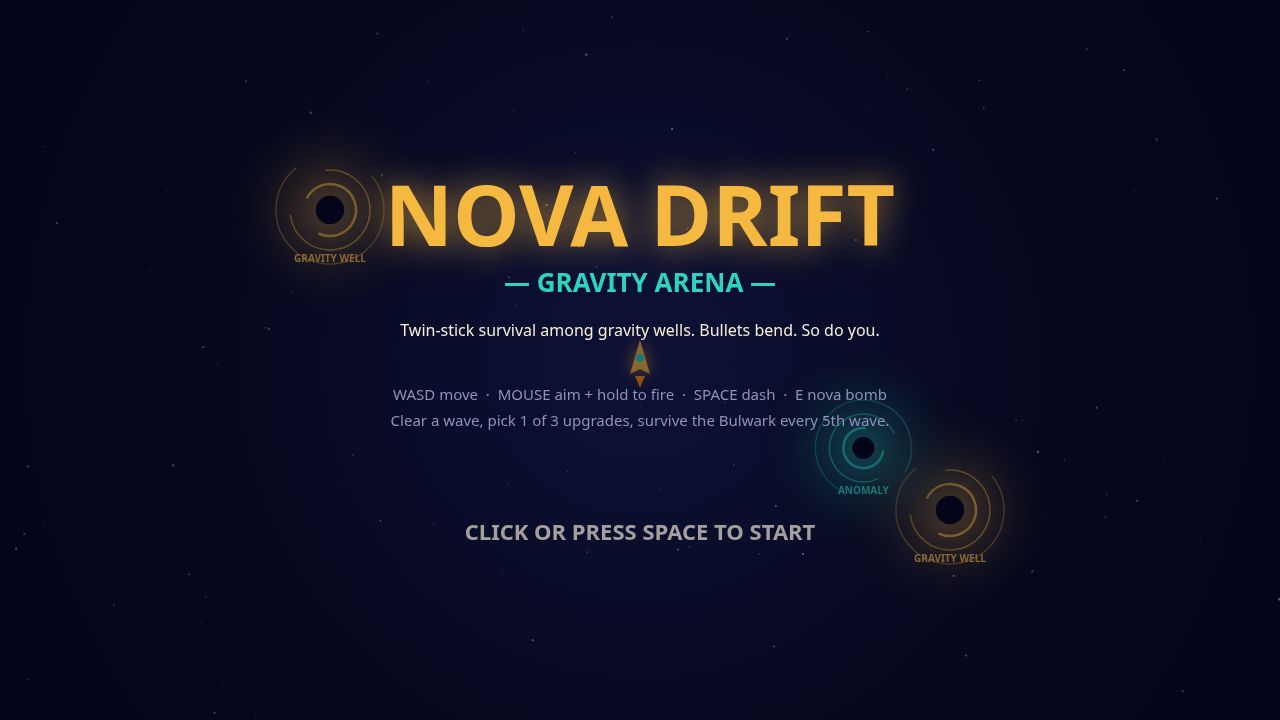 NOVA DRIFT
GRAVITY WELL
— GRAVITY ARENA —
Twin-stick survival among gravity wells. Bullets bend. So do you.
WASD move · MOUSE aim + hold to fire · SPACE dash · E nova bomb
Clear a wave, pick 1 of 3 upgrades, survive the Bulwark every 5th wave.
ANOMALY
CLICK OR PRESS SPACE TO START
GRAVITY WELL